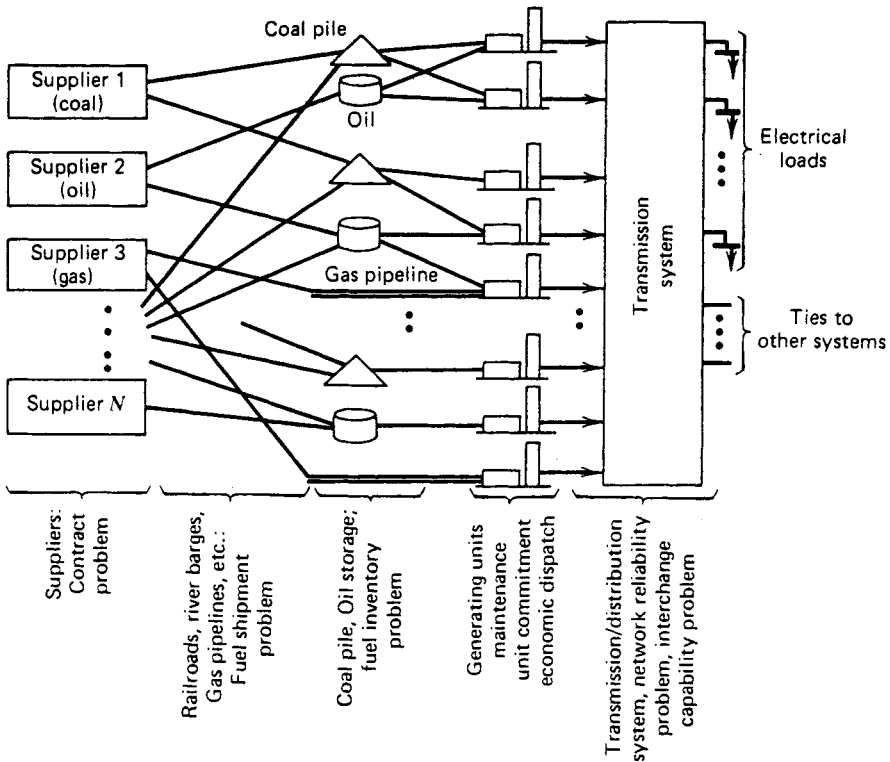 Coal pile
Supplier 1
(coal)
Oil
Supplier 2
(oil)
Electrical
loads
Supplier 3
(gas)
Gas pipeline
Transmission
system
Ties to
other systems
Supplier N
Suppliers:
Contract
problem
Railroads, river barges,
Gas pipelines, etc.:
Fuel shipment
problem
Coal pile, Oil storage;
fuel inventory
problem
Generating units
maintenance
unit commitment
economic dispatch
Transmission/distribution
system, network reliability
problem, interchange
capability problem